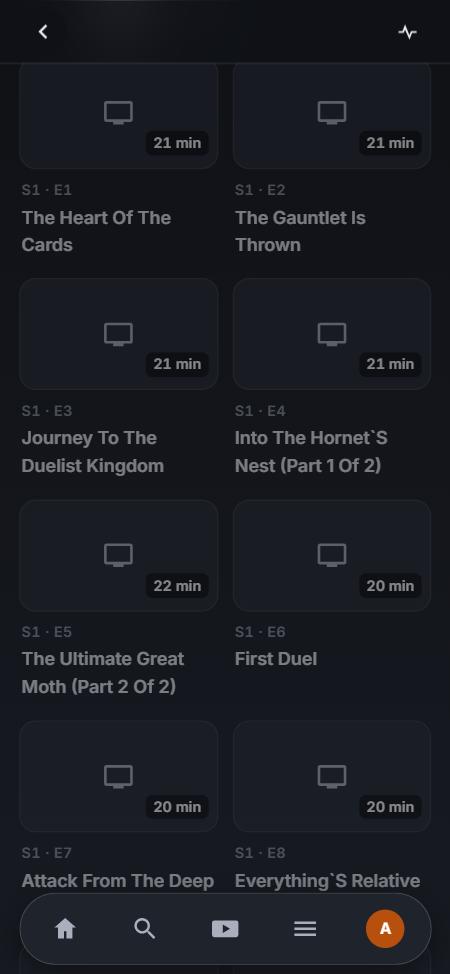 21 min
21 min
S1 · E1
S1 · E2
The Heart Of The
Cards
The Gauntlet Is
Thrown
21 min
21 min
S1 · E3
S1 · E4
Journey To The
Duelist Kingdom
Into The Hornet`S
Nest (Part 1 Of 2)
22 min
20 min
S1 · E5
S1 · E6
The Ultimate Great
Moth (Part 2 Of 2)
First Duel
20 min
20 min
S1 · E7
S1 · E8
Attack From The Deep
Everything`S Relative
A